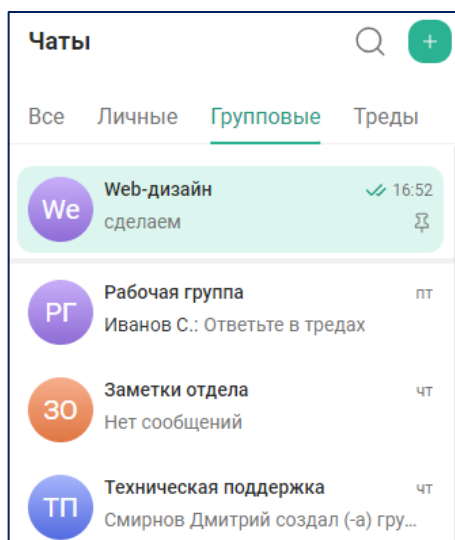 Чаты
Все Личные Групповые Треды
We Web-дизайн 16:52
сделаем
РГ Рабочая группа пт
Иванов С.: Ответьте в тредах
ЗО Заметки отдела чт
Нет сообщений
ТП Техническая поддержка чт
Смирнов Дмитрий создал (-а) гру...